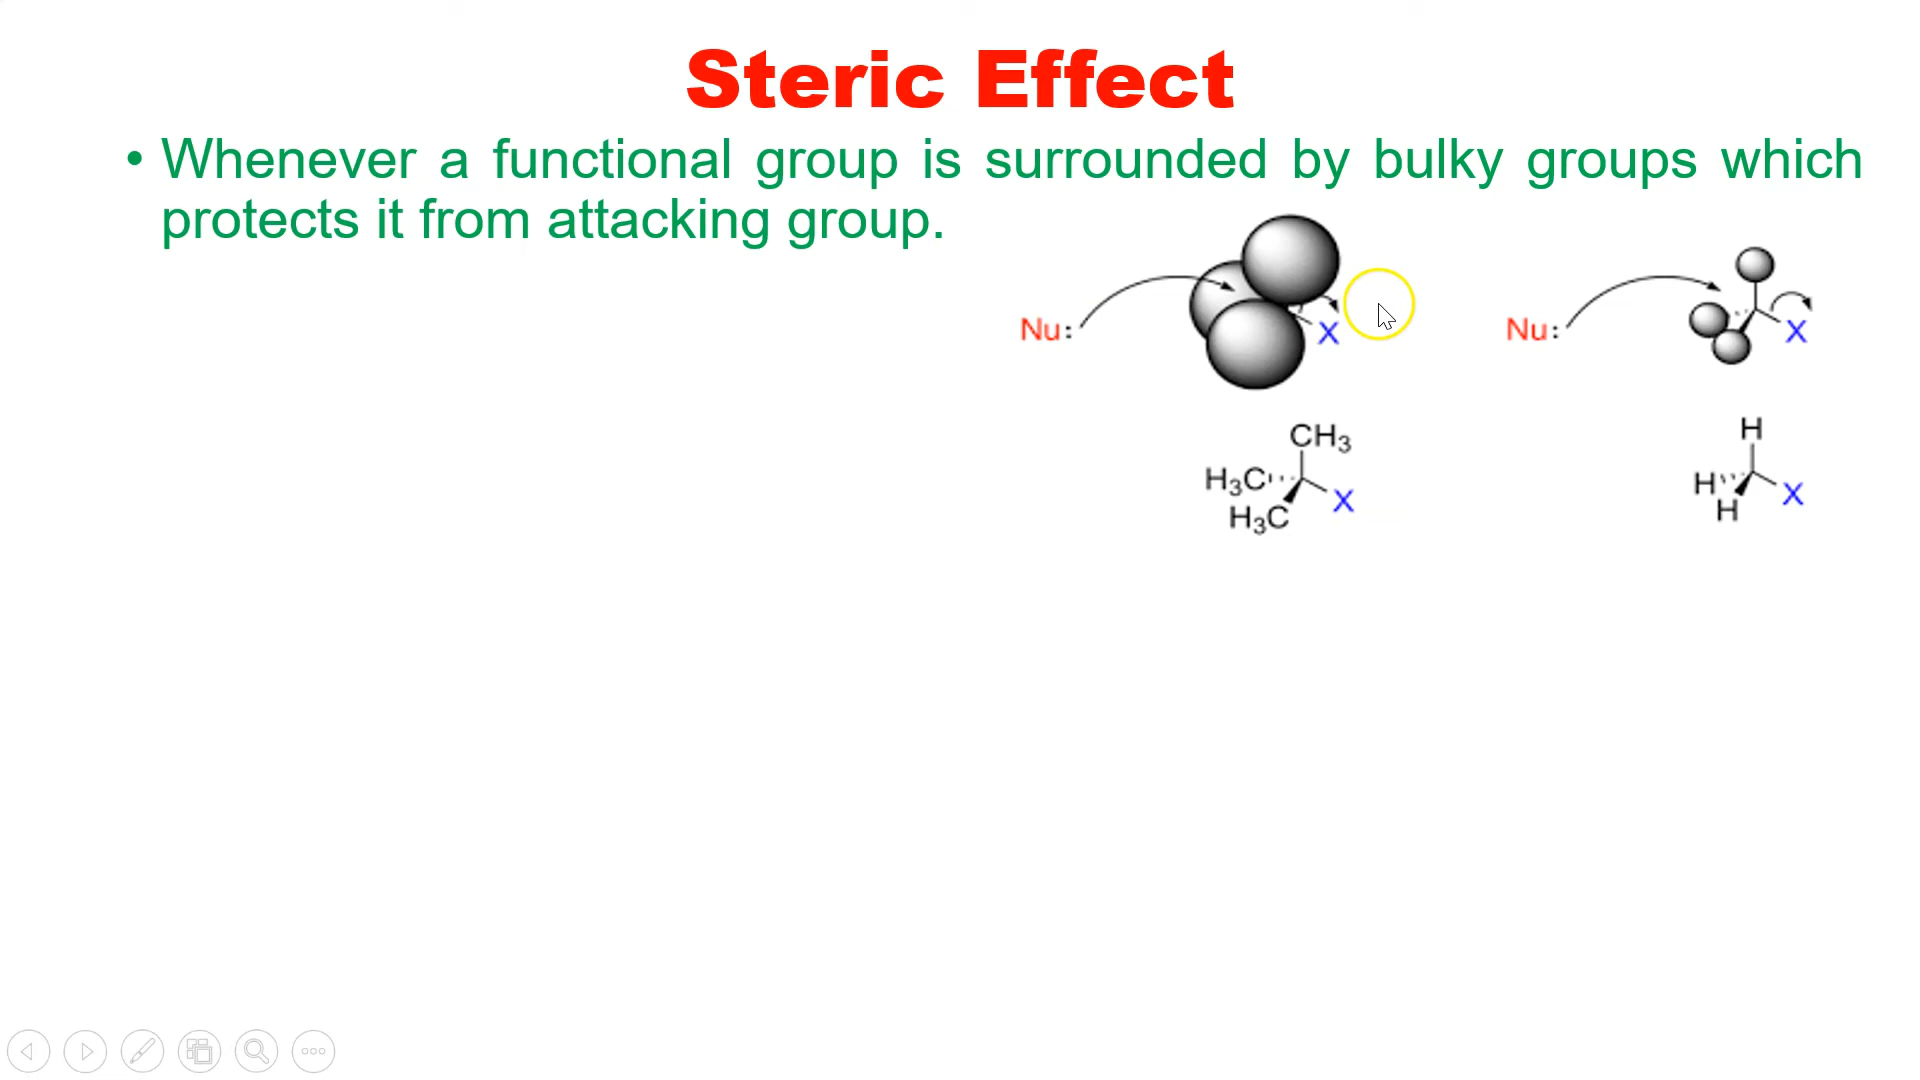 Steric Effect
• Whenever a functional group is surrounded by bulky groups which
protects it from attacking group.
Nu: X
Nu: X
CH3
H3C X
H3C
H
H X
H